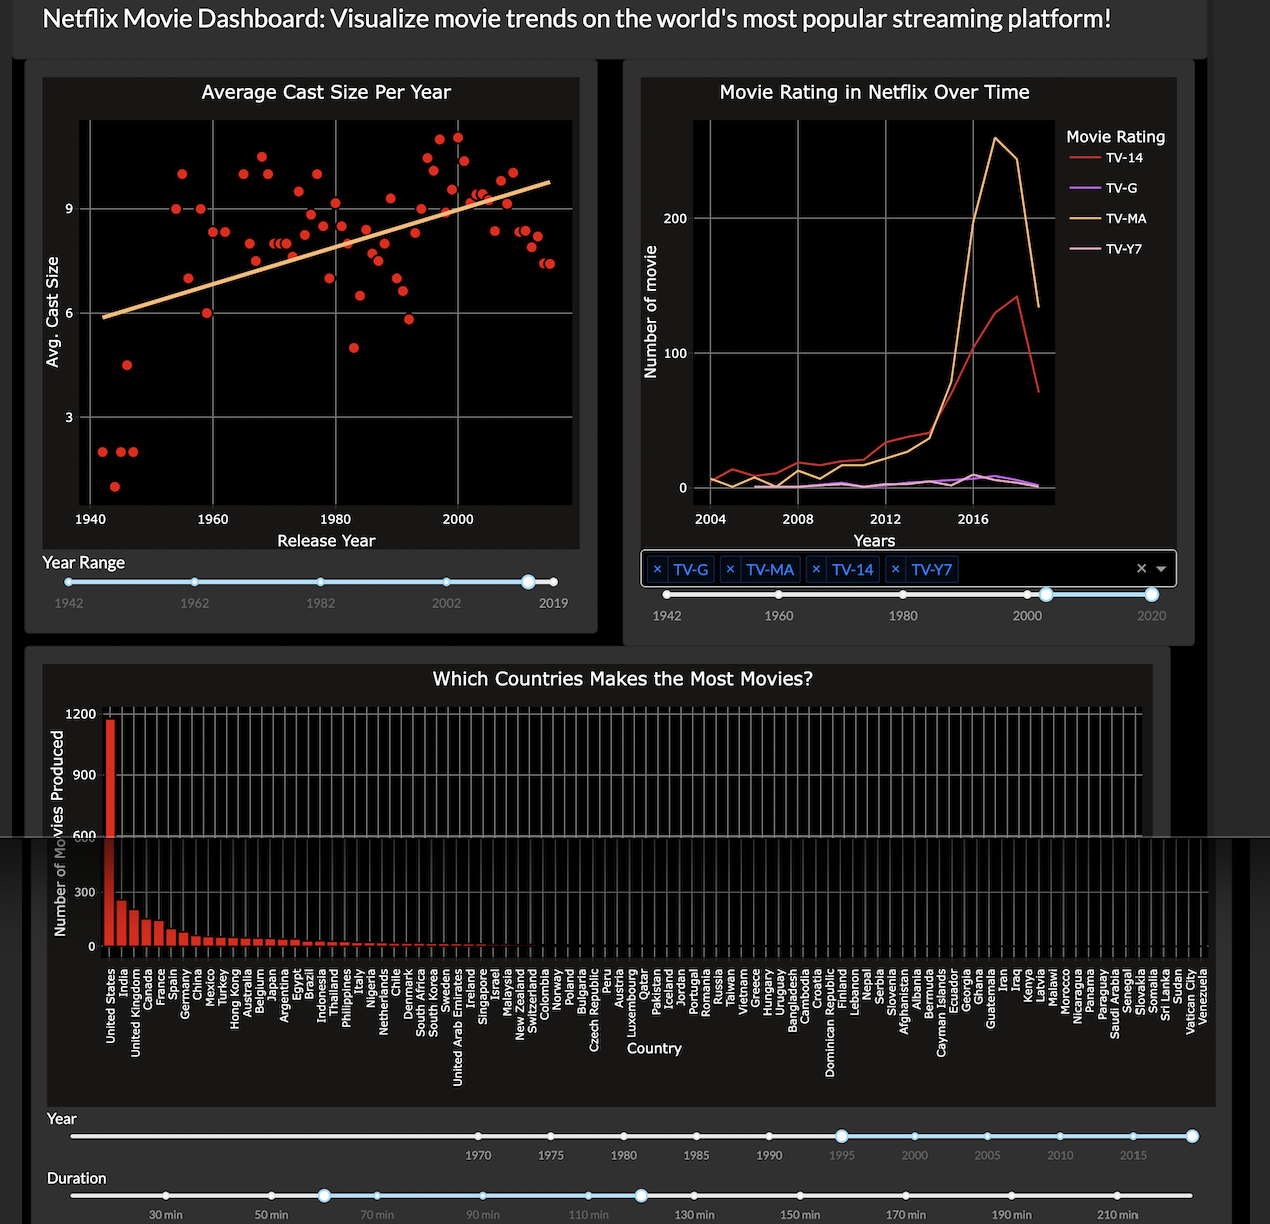 Netflix Movie Dashboard: Visualize movie trends on the world's most popular streaming platform!
Average Cast Size Per Year
Avg. Cast Size
9
6
3
1940 1960 1980 2000
Release Year
Year Range
1942 1962 1982 2002 2019
Movie Rating in Netflix Over Time
Number of movie
200
100
0
2004 2008 2012 2016
Years
Movie Rating
TV-14
TV-G
TV-MA
TV-Y7
× TV-G × TV-MA × TV-14 × TV-Y7 ×
1942 1960 1980 2000 2020
Which Countries Makes the Most Movies?
Number of Movies Produced
1200
900
600
300
0
United States
India
United Kingdom
Canada
France
Spain
Germany
China
Mexico
Turkey
Hong Kong
Australia
Belgium
Japan
Argentina
Egypt
Brazil
Indonesia
Thailand
Philippines
Italy
Nigeria
Netherlands
Chile
Denmark
South Africa
South Korea
Sweden
United Arab Emirates
Ireland
Singapore
Israel
Malaysia
New Zealand
Switzerland
Colombia
Norway
Poland
Bulgaria
Czech Republic
Peru
Austria
Luxembourg
Qatar
Pakistan
Iceland
Jordan
Portugal
Romania
Russia
Taiwan
Vietnam
Greece
Hungary
Uruguay
Bangladesh
Cambodia
Croatia
Dominican Republic
Finland
Lebanon
Nepal
Serbia
Slovenia
Afghanistan
Albania
Bermuda
Cayman Islands
Ecuador
Georgia
Ghana
Guatemala
Iran
Iraq
Kenya
Latvia
Malawi
Morocco
Nicaragua
Panama
Paraguay
Saudi Arabia
Senegal
Slovakia
Somalia
Sri Lanka
Sudan
Vatican City
Venezuela
Country
Year
1970 1975 1980 1985 1990 1995 2000 2005 2010 2015
Duration
30 min 50 min 70 min 90 min 110 min 130 min 150 min 170 min 190 min 210 min